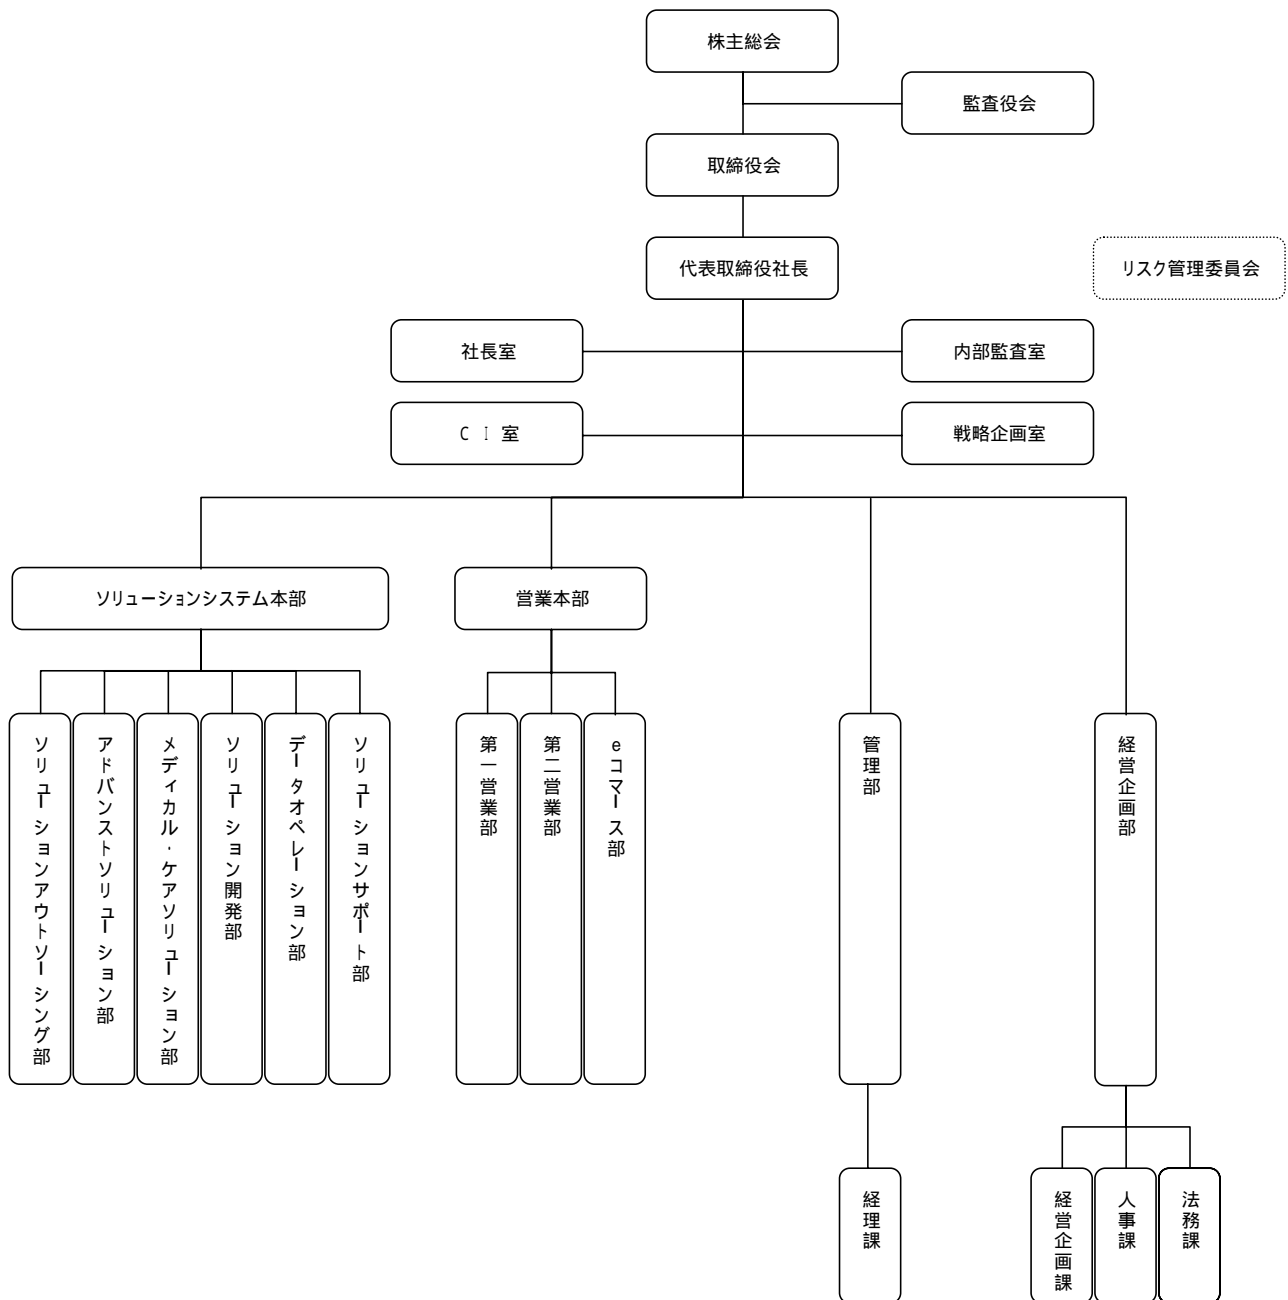 株主総会
監査役会
取締役会
代表取締役社長
リスク管理委員会
社長室
内部監査室
ＣＩ室
戦略企画室
ソリューションシステム本部
営業本部
ソリューションアウトソーシング部
アドバンストソリューション部
メディカル・ケアソリューション部
ソリューション開発部
データオペレーション部
ソリューションサポート部
第一営業部
第二営業部
eコマース部
管理部
経営企画部
経理課
経営企画課
人事課
法務課